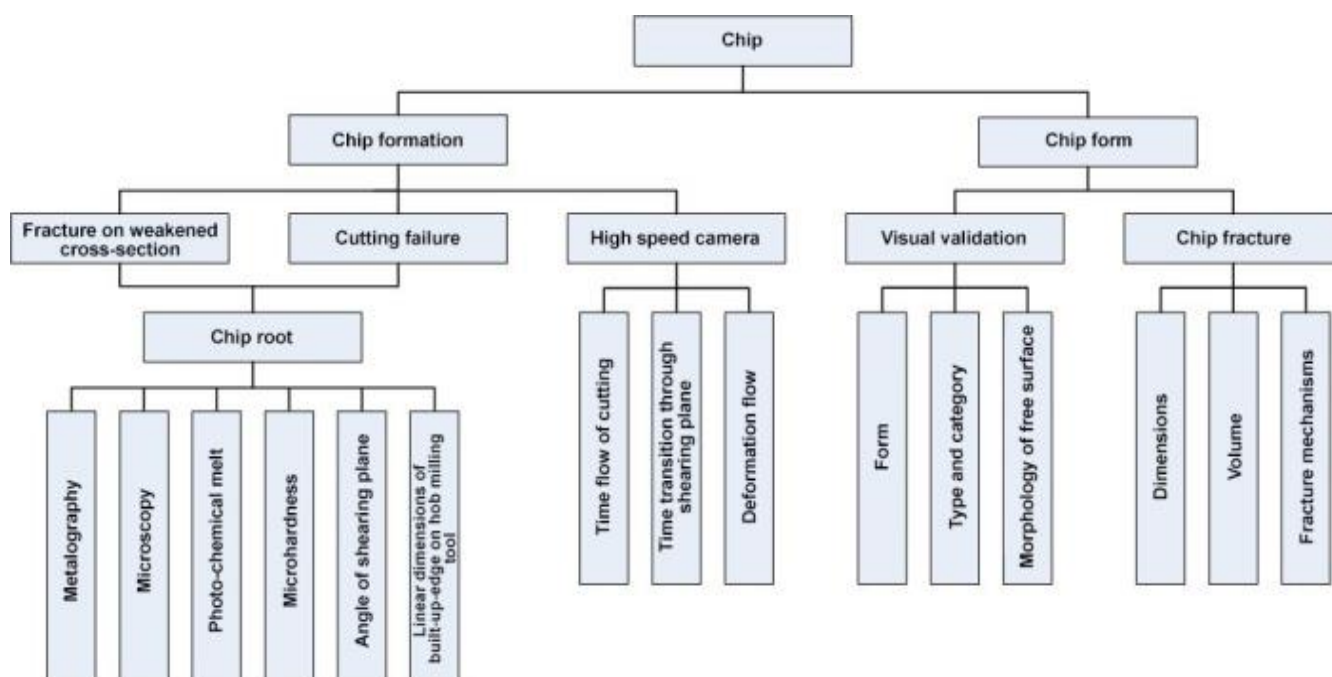 Chip
Chip formation
Chip form
Fracture on weakened
cross-section
Cutting failure
High speed camera
Visual validation
Chip fracture
Chip root
Metalography
Microscopy
Photo-chemical melt
Microhardness
Angle of shearing plane
Linear dimensions of
built-up-edge on hob milling
tool
Time flow of cutting
Time transition through
shearing plane
Deformation flow
Form
Type and category
Morphology of free surface
Dimensions
Volume
Fracture mechanisms